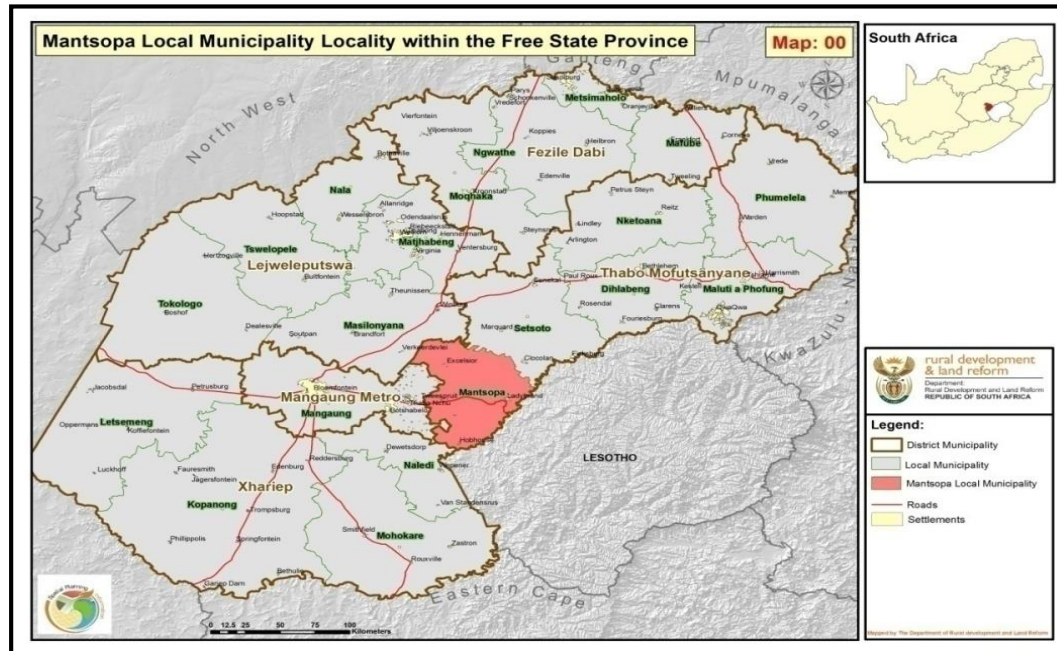 Mantsopa Local Municipality Locality within the Free State Province
Map: 00
South Africa
Gauteng
Mpumalanga
North West
KwaZulu - N
Eastern Cape
LESOTHO
Fezile Dabi
Lejweleputswa
Thabo Mofutsanyane
Mangaung Metro
Xhariep
Metsimaholo
Ngwathe
Mafube
Moqhaka
Nala
Phumelela
Nketoana
Matjhabeng
Tswelopele
Dihlabeng
Maluti a Phofung
Tokologo
Masilonyana
Setsoto
Mantsopa
Mangaung
Letsemeng
Naledi
Kopanong
Mohokare
Parys
Vredefort
Vierfontein
Viljoenskroon
Koppies
Heilbron
Edenville
Frankfort
Cornelia
Tweeling
Vrede
Warden
Petrus Steyn
Reitz
Lindley
Arlington
Steynsrus
Kroonstad
Allanridge
Odendaalsrus
Hennenman
Ventersburg
Virginia
Wesselsbron
Hoopstad
Hertzogville
Bultfontein
Theunissen
Boshof
Dealesville
Soutpan
Brandfort
Verkeerdevlei
Excelsior
Marquard
Clocolan
Senekal
Paul Roux
Bethlehem
Kestell
Harrismith
Rosendal
Clarens
Fouriesburg
Ladybrand
Hobhouse
Jacobsdal
Petrusburg
Bloemfontein
Botshabelo
Dewetsdorp
Wepener
Van Stadensrus
Oppermans
Koffiefontein
Luckhoff
Fauresmith
Jagersfontein
Edenburg
Reddersburg
Trompsburg
Philippolis
Springfontein
Smithfield
Zastron
Rouxville
Bethulie
Gariep Dam
0 12.5 25 50 75 100
Kilometers
rural development
& land reform
Department:
Rural Development and Land Reform
REPUBLIC OF SOUTH AFRICA
Legend:
District Municipality
Local Municipality
Mantsopa Local Municipality
Roads
Settlements
Mapped by The Department of Rural development and Land Reform